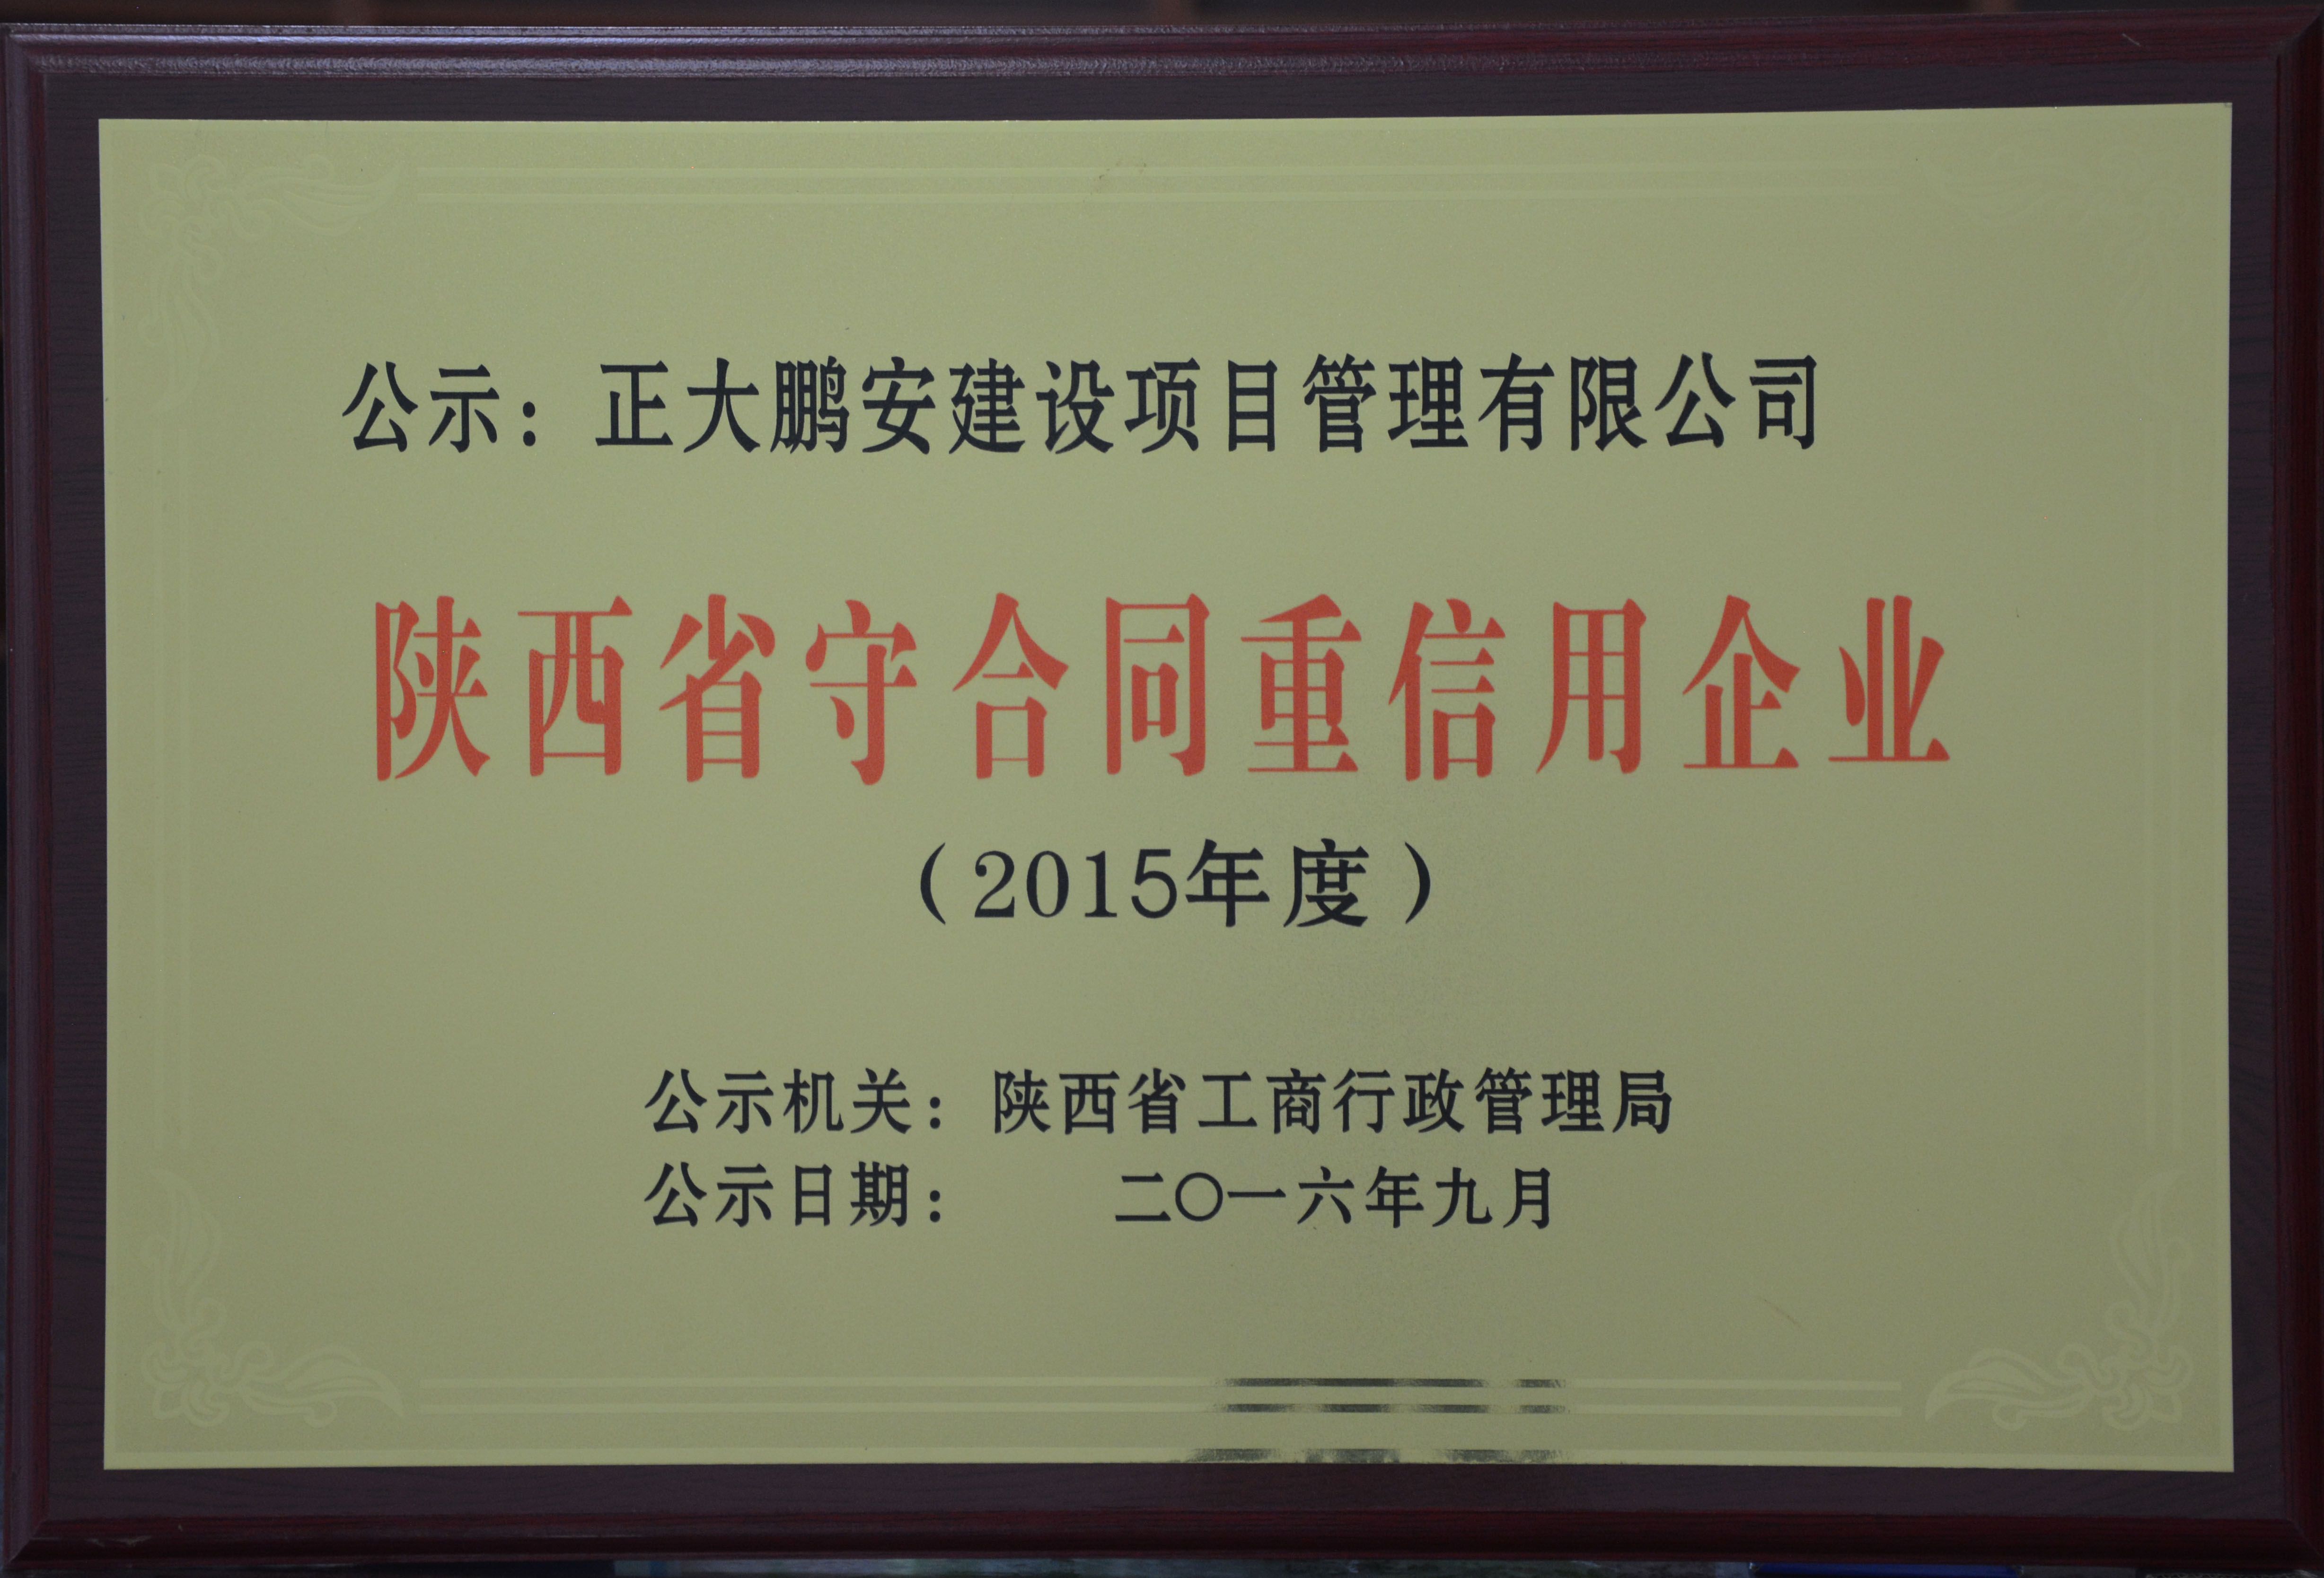 公示：正大鹏安建设项目管理有限公司
陕西省守合同重信用企业
（2015年度）
公示机关：陕西省工商行政管理局
公示日期：　　二〇一六年九月